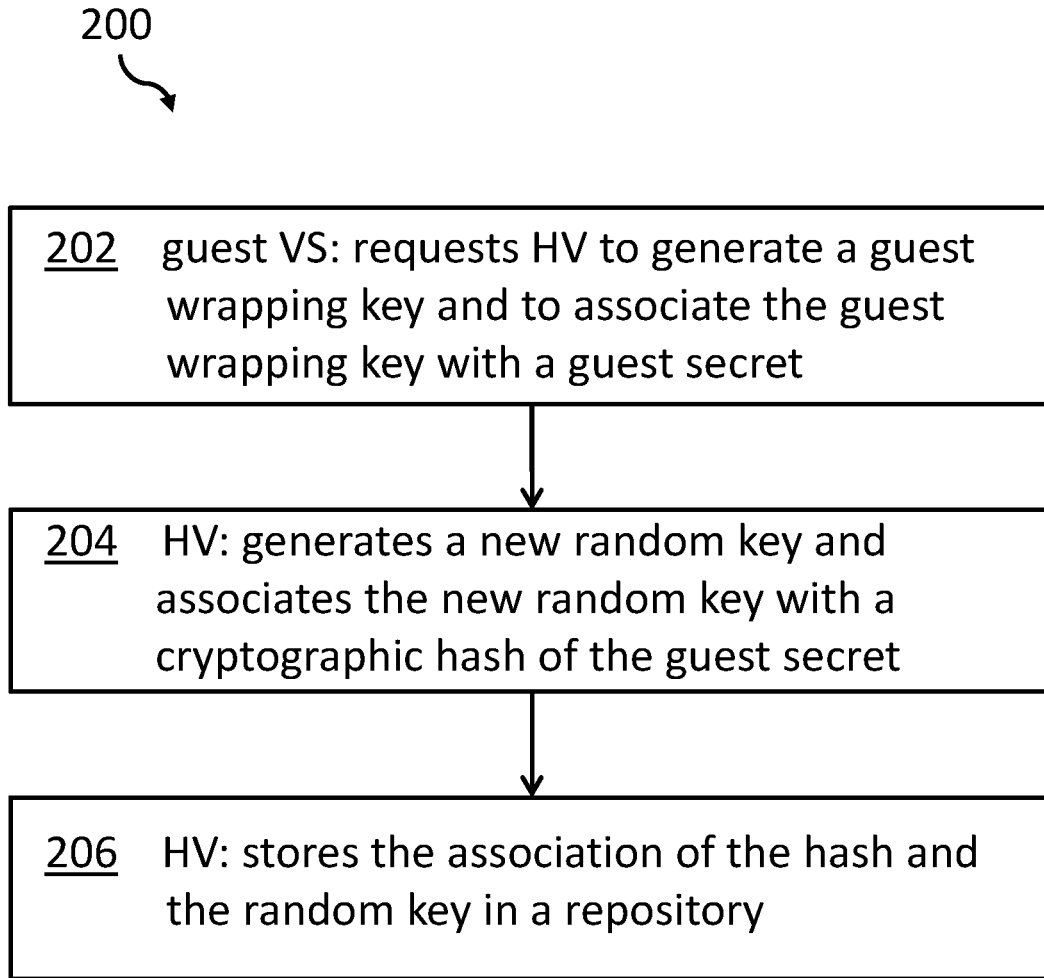 200
202 guest VS: requests HV to generate a guest
wrapping key and to associate the guest
wrapping key with a guest secret
204 HV: generates a new random key and
associates the new random key with a
cryptographic hash of the guest secret
206 HV: stores the association of the hash and
the random key in a repository